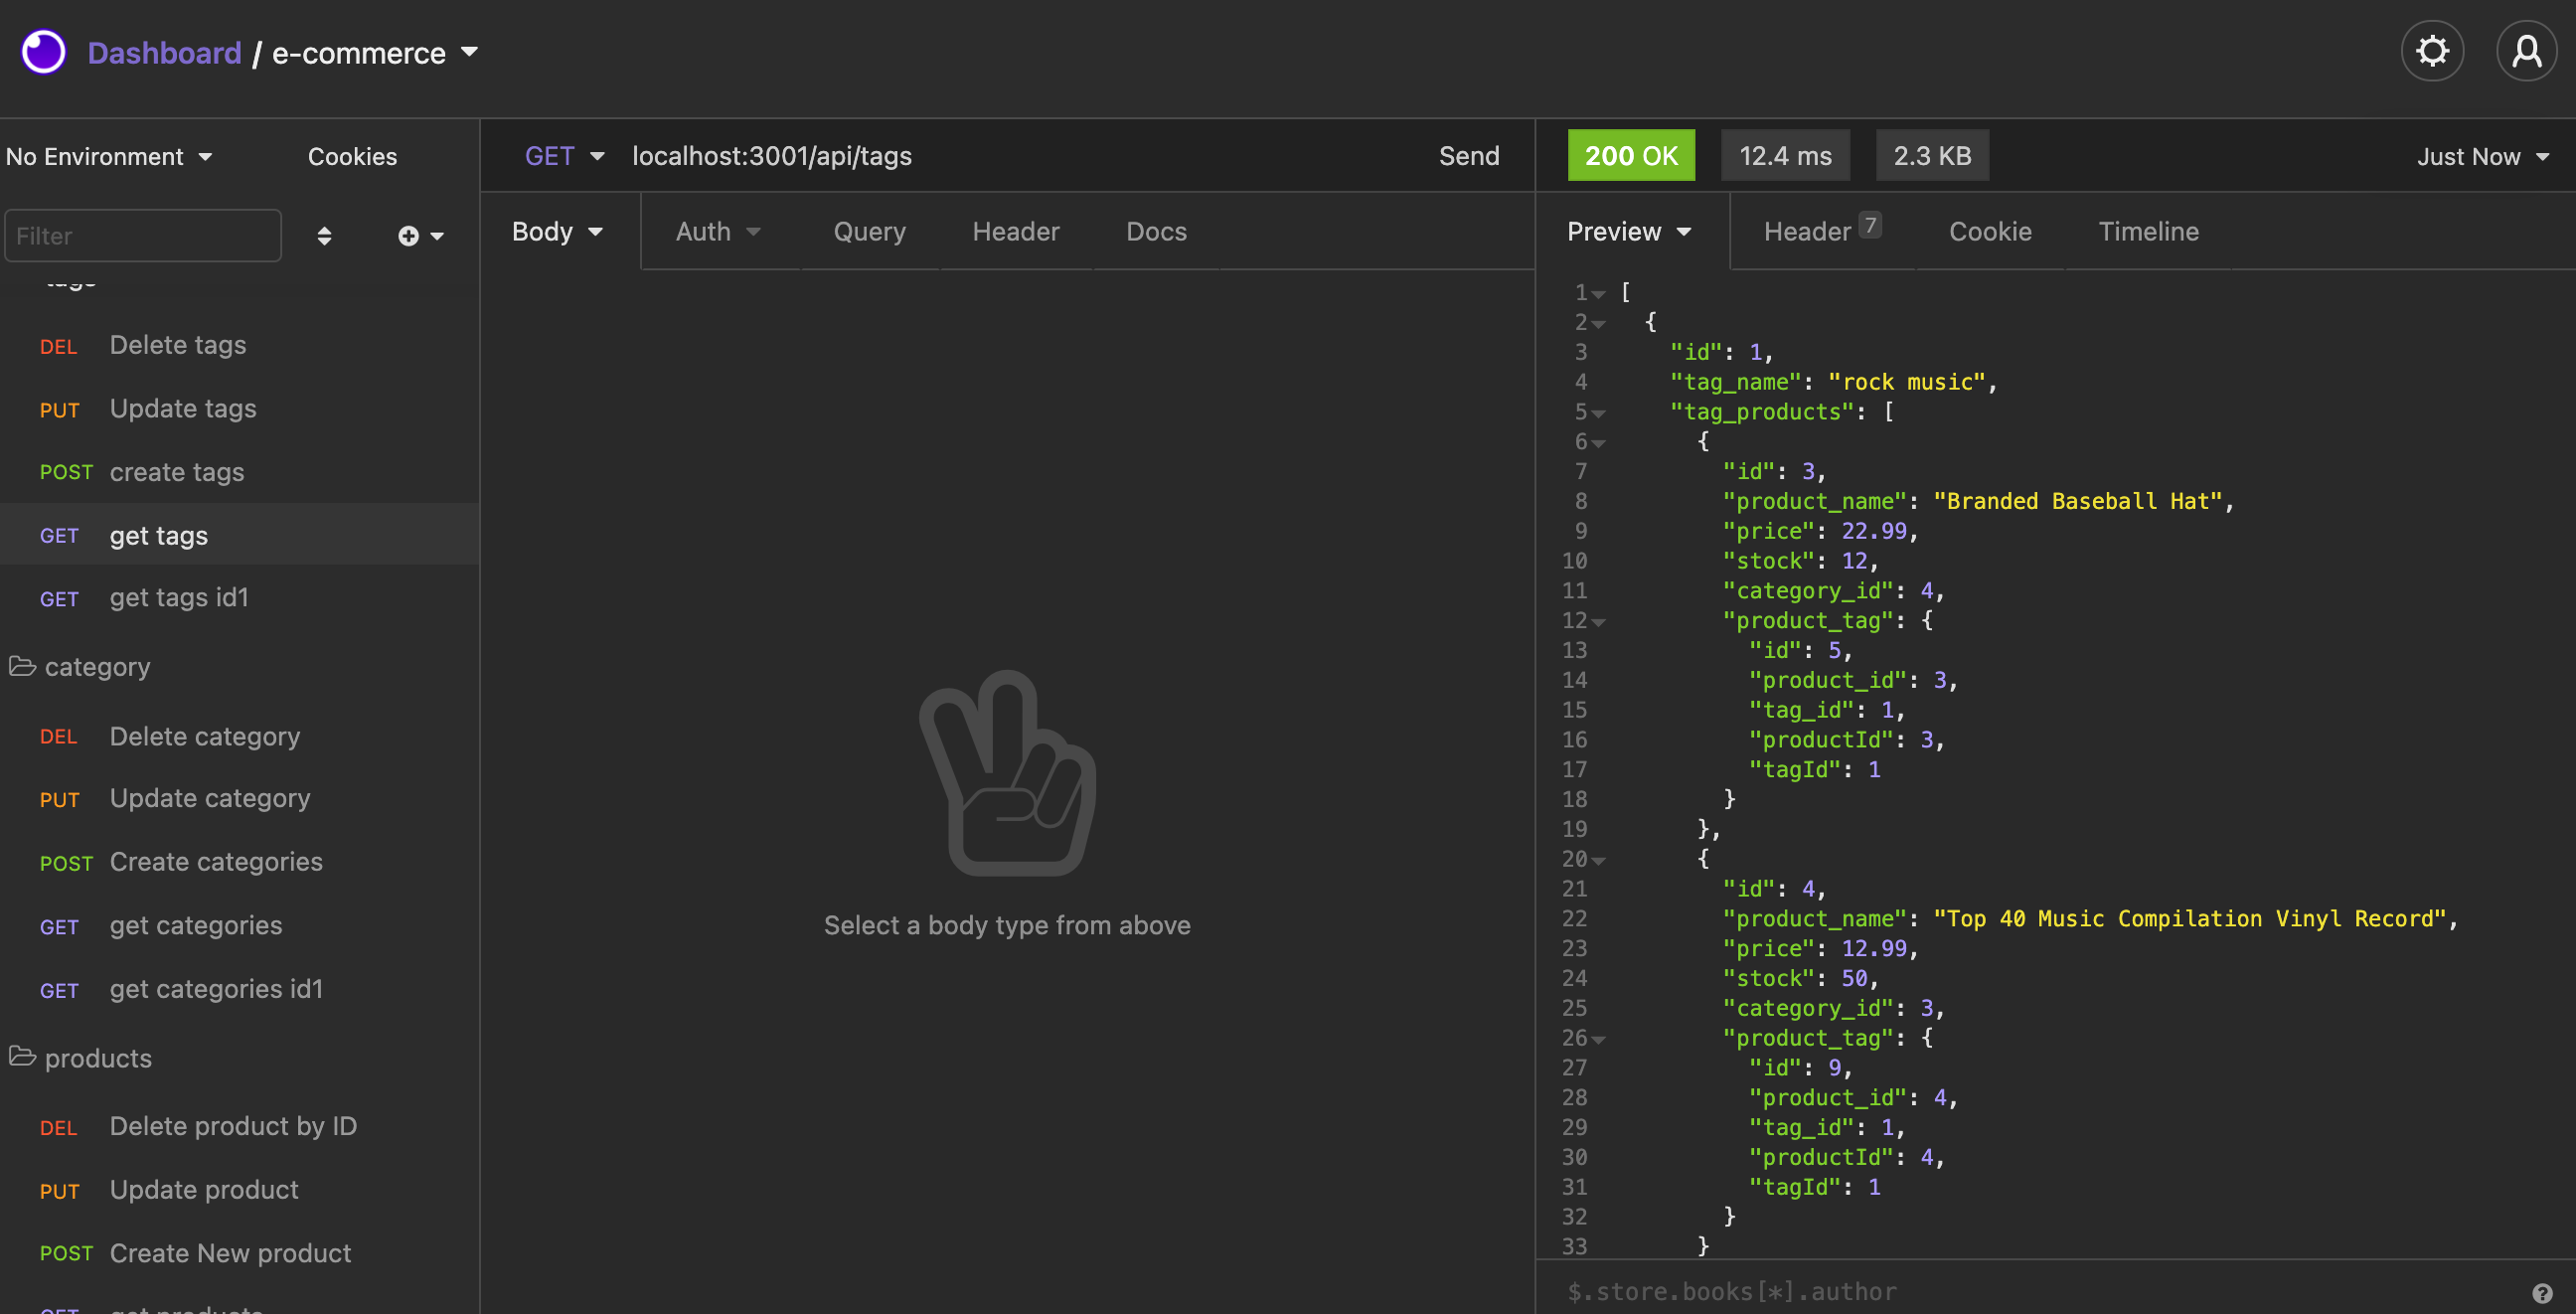 Dashboard / e-commerce
No Environment
Cookies
Filter
tags
DEL Delete tags
PUT Update tags
POST create tags
GET get tags
GET get tags id1
category
DEL Delete category
PUT Update category
POST Create categories
GET get categories
GET get categories id1
products
DEL Delete product by ID
PUT Update product
POST Create New product
GET get products
GET localhost:3001/api/tags Send
Body Auth Query Header Docs
Select a body type from above
200 OK 12.4 ms 2.3 KB Just Now
Preview Header 7 Cookie Timeline
1 [
2 {
3 "id": 1,
4 "tag_name": "rock music",
5 "tag_products": [
6 {
7 "id": 3,
8 "product_name": "Branded Baseball Hat",
9 "price": 22.99,
10 "stock": 12,
11 "category_id": 4,
12 "product_tag": {
13 "id": 5,
14 "product_id": 3,
15 "tag_id": 1,
16 "productId": 3,
17 "tagId": 1
18 }
19 },
20 {
21 "id": 4,
22 "product_name": "Top 40 Music Compilation Vinyl Record",
23 "price": 12.99,
24 "stock": 50,
25 "category_id": 3,
26 "product_tag": {
27 "id": 9,
28 "product_id": 4,
29 "tag_id": 1,
30 "productId": 4,
31 "tagId": 1
32 }
33 }
$.store.books[*].author
?